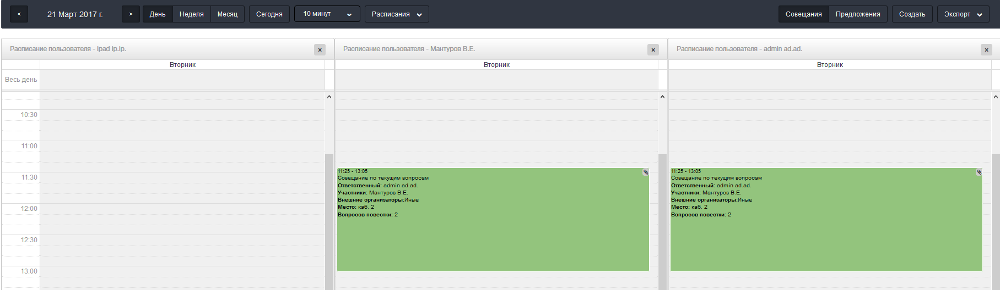 < 21 Март 2017 г. > День Неделя Месяц Сегодня 10 минут Расписания Совещания Предложения Создать Экспорт
Расписание пользователя - ipad ip.ip. x
Расписание пользователя - Мантуров В.Е. x
Расписание пользователя - admin ad.ad. x
Вторник
Вторник
Вторник
Весь день
10:30
11:00
11:30
12:00
12:30
13:00
11:25 - 13:05
Совещание по текущим вопросам
Ответственный: admin ad.ad.
Участники: Мантуров В.Е.
Внешние организаторы:Иные
Место: каб. 2
Вопросов повестки: 2
11:25 - 13:05
Совещание по текущим вопросам
Ответственный: admin ad.ad.
Участники: Мантуров В.Е.
Внешние организаторы:Иные
Место: каб. 2
Вопросов повестки: 2